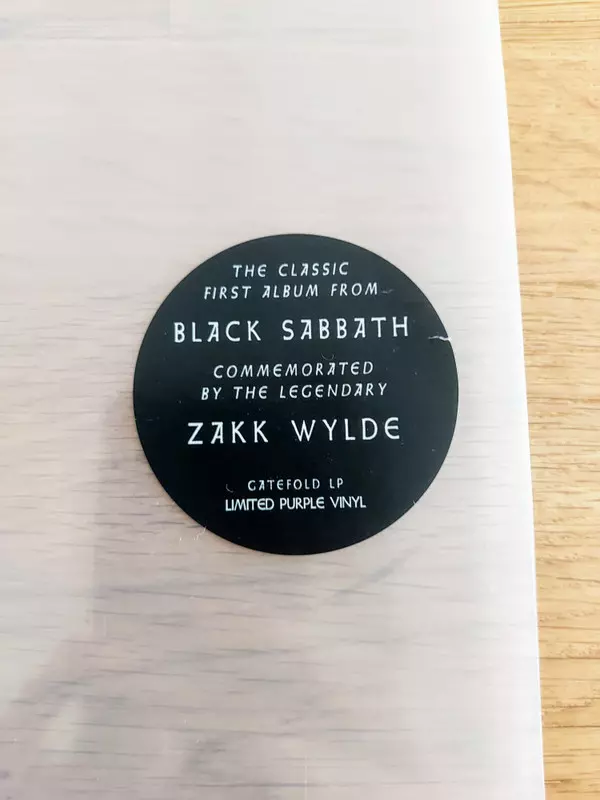 THE CLASSIC
FIRST ALBUM FROM
BLACK SABBATH
COMMEMORATED
BY THE LEGENDARY
ZAKK WYLDE
GATEFOLD LP
LIMITED PURPLE VINYL